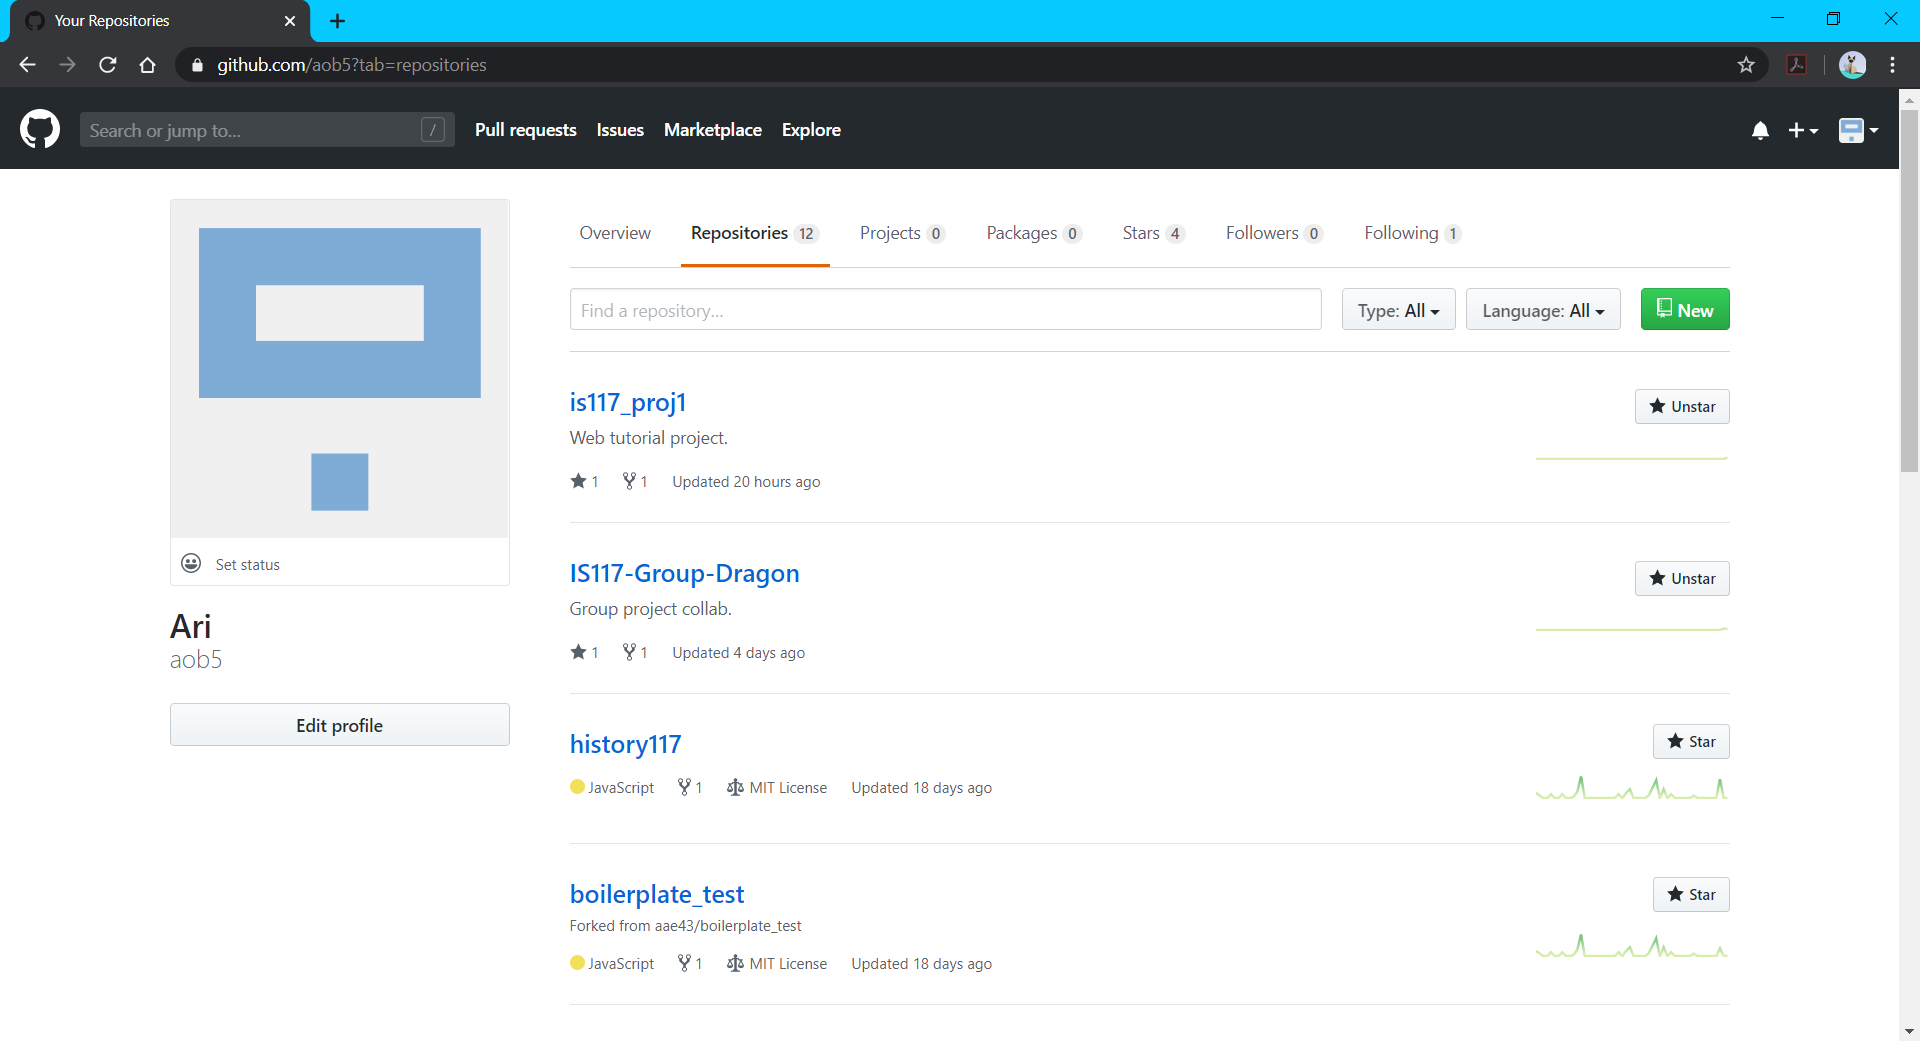 Your Repositories
github.com/aob5?tab=repositories
Search or jump to... / Pull requests Issues Marketplace Explore
Overview Repositories 12 Projects 0 Packages 0 Stars 4 Followers 0 Following 1
Find a repository... Type: All Language: All New
is117_proj1 Unstar
Web tutorial project.
1 1 Updated 20 hours ago
IS117-Group-Dragon Unstar
Group project collab.
1 1 Updated 4 days ago
history117 Star
JavaScript 1 MIT License Updated 18 days ago
boilerplate_test Star
Forked from aae43/boilerplate_test
JavaScript 1 MIT License Updated 18 days ago
Set status
Ari
aob5
Edit profile